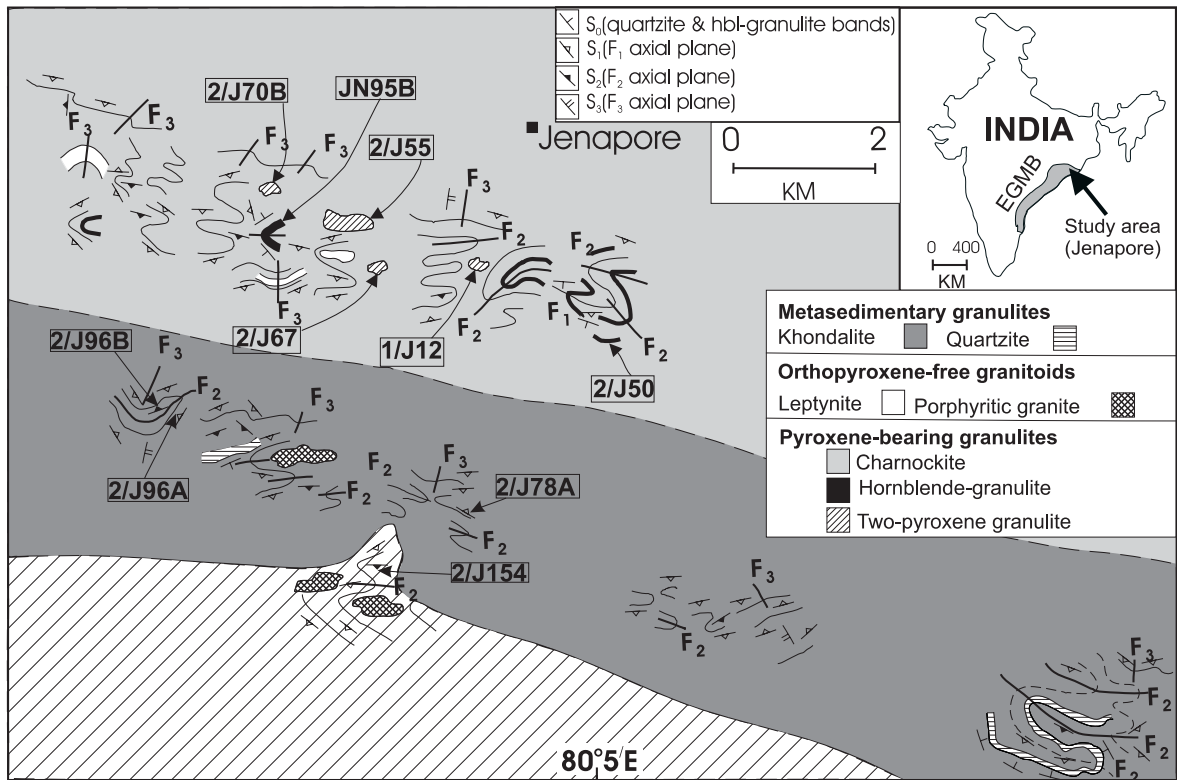 S0(quartzite & hbl-granulite bands)
S1(F1 axial plane)
S2(F2 axial plane)
S3(F3 axial plane)
Jenapore
0 2
KM
INDIA
EGMB
Study area
(Jenapore)
0 400
KM
2/J70B
JN95B
2/J55
F3
F3
F3
F3
F3
F2
F2
F3
F2
F1
F2
2/J67
1/J12
2/J50
2/J96B
F3
F2
F3
2/J96A
F2
F3
F2
2/J78A
F2
2/J154
F2
F3
F2
F3
F2
F2
F2
80°5E
Metasedimentary granulites
Khondalite Quartzite
Orthopyroxene-free granitoids
Leptynite Porphyritic granite
Pyroxene-bearing granulites
Charnockite
Hornblende-granulite
Two-pyroxene granulite